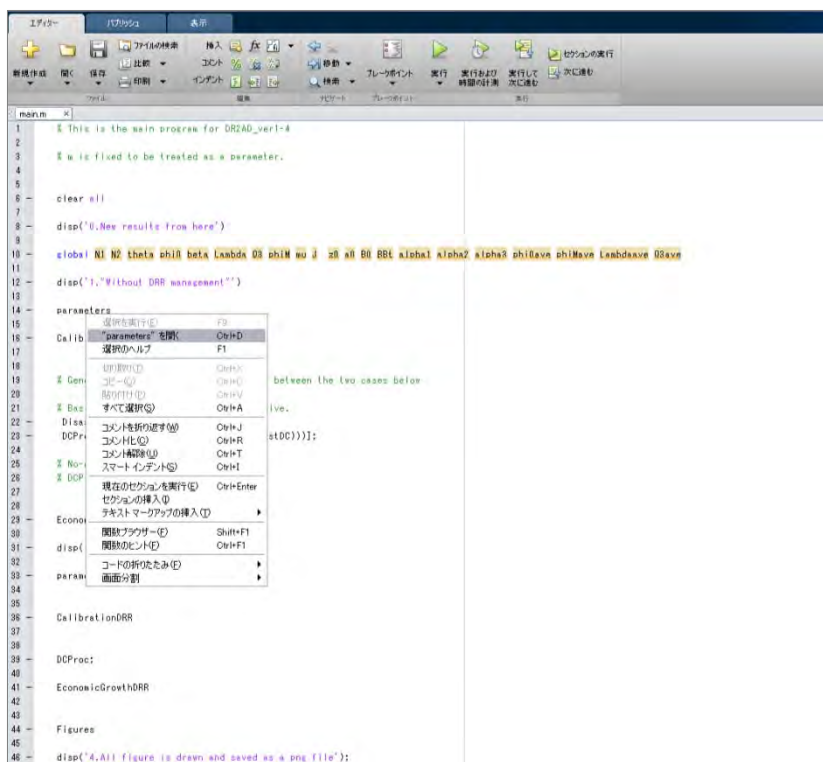 エディター パブリッシュ 表示
新規作成 開く 保存 ファイルの検索 比較 印刷 挿入 コメント インデント fx 移動 検索 ブレークポイント 実行 実行および時間の計測 実行して次に進む セクションの実行 次に進む
ファイル 編集 ナビゲート ブレークポイント 実行
main.m ×
1 % This is the main program for DR2AD_ver1-4
2
3 % m is fixed to be treated as a parameter.
4
5
6 - clear all
7
8 - disp('0.New results from here')
9
10 - global N1 N2 theta phiR beta Lambda Q3 phiM mu J z0 a0 B0 BBt alpha1 alpha2 alpha3 phiRave phiMave Lambdaave Q3ave
11
12 - disp('1."Without DRR management"')
13
14 - parameters
15 選択を実行(E) F9
"parameters" を開く Ctrl+D
16 - Calib
選択のヘルプ F1
17
18 切り取り(T) Ctrl+X
19 % Gen コピー(C) Ctrl+C between the two cases below
20 貼り付け(P) Ctrl+V
21 % Bas すべて選択(S) Ctrl+A ive.
22 - Disa
コメントを折り返す(W) Ctrl+J
23 - DCPr コメント化(C) Ctrl+R stDC)))];
24 コメント解除(U) Ctrl+T
25 % No- スマート インデント(S) Ctrl+I
26 % DCP
27 現在のセクションを実行(E) Ctrl+Enter
セクションの挿入(I)
28 テキスト マークアップの挿入(T)
29 - Econo
関数ブラウザー(F) Shift+F1
30
31 - disp( 関数のヒント(F) Ctrl+F1
32 コードの折りたたみ(F)
33 - param 画面分割
34
35
36 - CalibrationDRR
37
38
39 - DCProc;
40
41 - EconomicGrowthDRR
42
43
44 - Figures
45
46 - disp('4.All figure is drawn and saved as a png file');